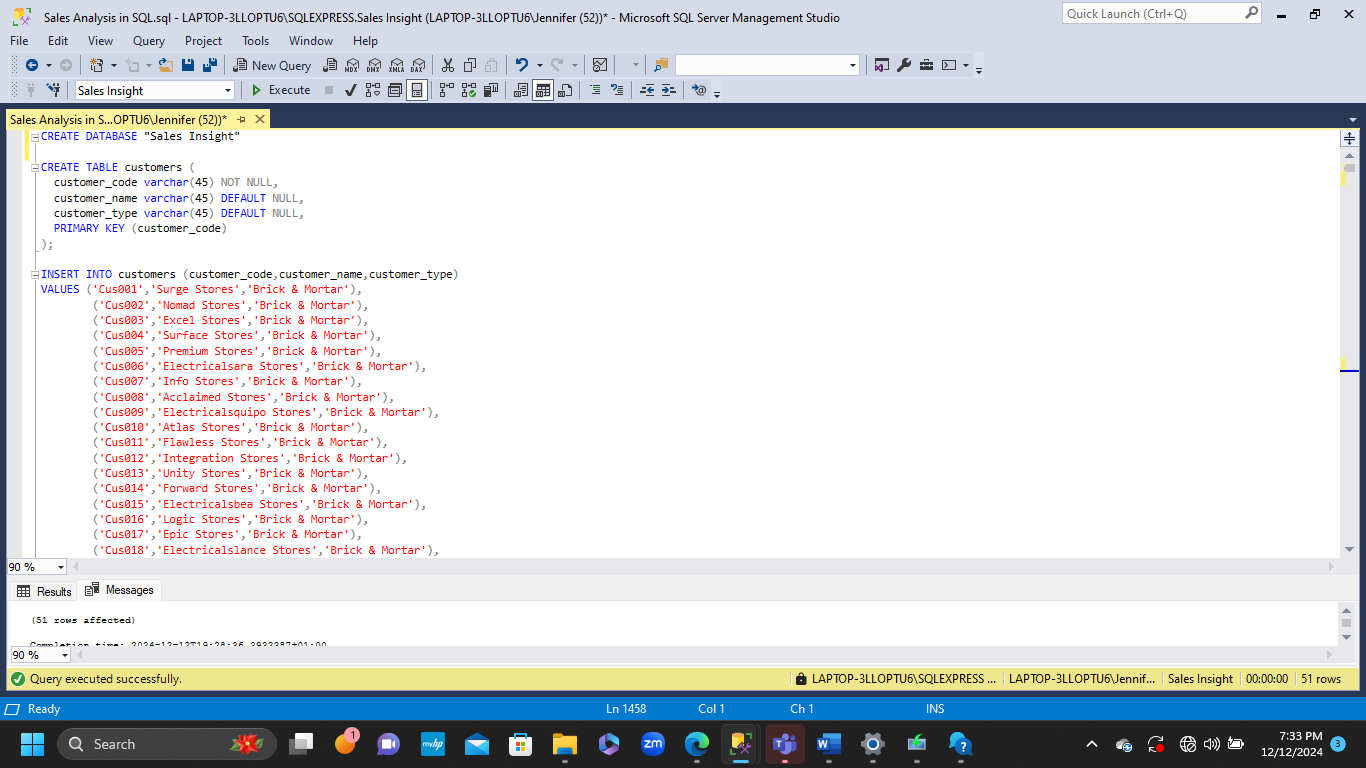 Sales Analysis in SQL.sql - LAPTOP-3LLOPTU6\SQLEXPRESS.Sales Insight (LAPTOP-3LLOPTU6\Jennifer (52))* - Microsoft SQL Server Management Studio
Quick Launch (Ctrl+Q)
File Edit View Query Project Tools Window Help
New Query MDX DMX XMLA DAX
Sales Insight Execute
Sales Analysis in S...OPTU6\Jennifer (52))*
CREATE DATABASE "Sales Insight"
CREATE TABLE customers (
customer_code varchar(45) NOT NULL,
customer_name varchar(45) DEFAULT NULL,
customer_type varchar(45) DEFAULT NULL,
PRIMARY KEY (customer_code)
);
INSERT INTO customers (customer_code,customer_name,customer_type)
VALUES ('Cus001','Surge Stores','Brick & Mortar'),
('Cus002','Nomad Stores','Brick & Mortar'),
('Cus003','Excel Stores','Brick & Mortar'),
('Cus004','Surface Stores','Brick & Mortar'),
('Cus005','Premium Stores','Brick & Mortar'),
('Cus006','Electricalsara Stores','Brick & Mortar'),
('Cus007','Info Stores','Brick & Mortar'),
('Cus008','Acclaimed Stores','Brick & Mortar'),
('Cus009','Electricalsquipo Stores','Brick & Mortar'),
('Cus010','Atlas Stores','Brick & Mortar'),
('Cus011','Flawless Stores','Brick & Mortar'),
('Cus012','Integration Stores','Brick & Mortar'),
('Cus013','Unity Stores','Brick & Mortar'),
('Cus014','Forward Stores','Brick & Mortar'),
('Cus015','Electricalsbea Stores','Brick & Mortar'),
('Cus016','Logic Stores','Brick & Mortar'),
('Cus017','Epic Stores','Brick & Mortar'),
('Cus018','Electricalslance Stores','Brick & Mortar'),
90 %
Results Messages
(51 rows affected)
Completion time:
90 %
Query executed successfully. LAPTOP-3LLOPTU6\SQLEXPRESS ... LAPTOP-3LLOPTU6\Jennif... Sales Insight 00:00:00 51 rows
Ready Ln 1458 Col 1 Ch 1 INS
Search 1 myhp zm W 7:33 PM
12/12/2024 3